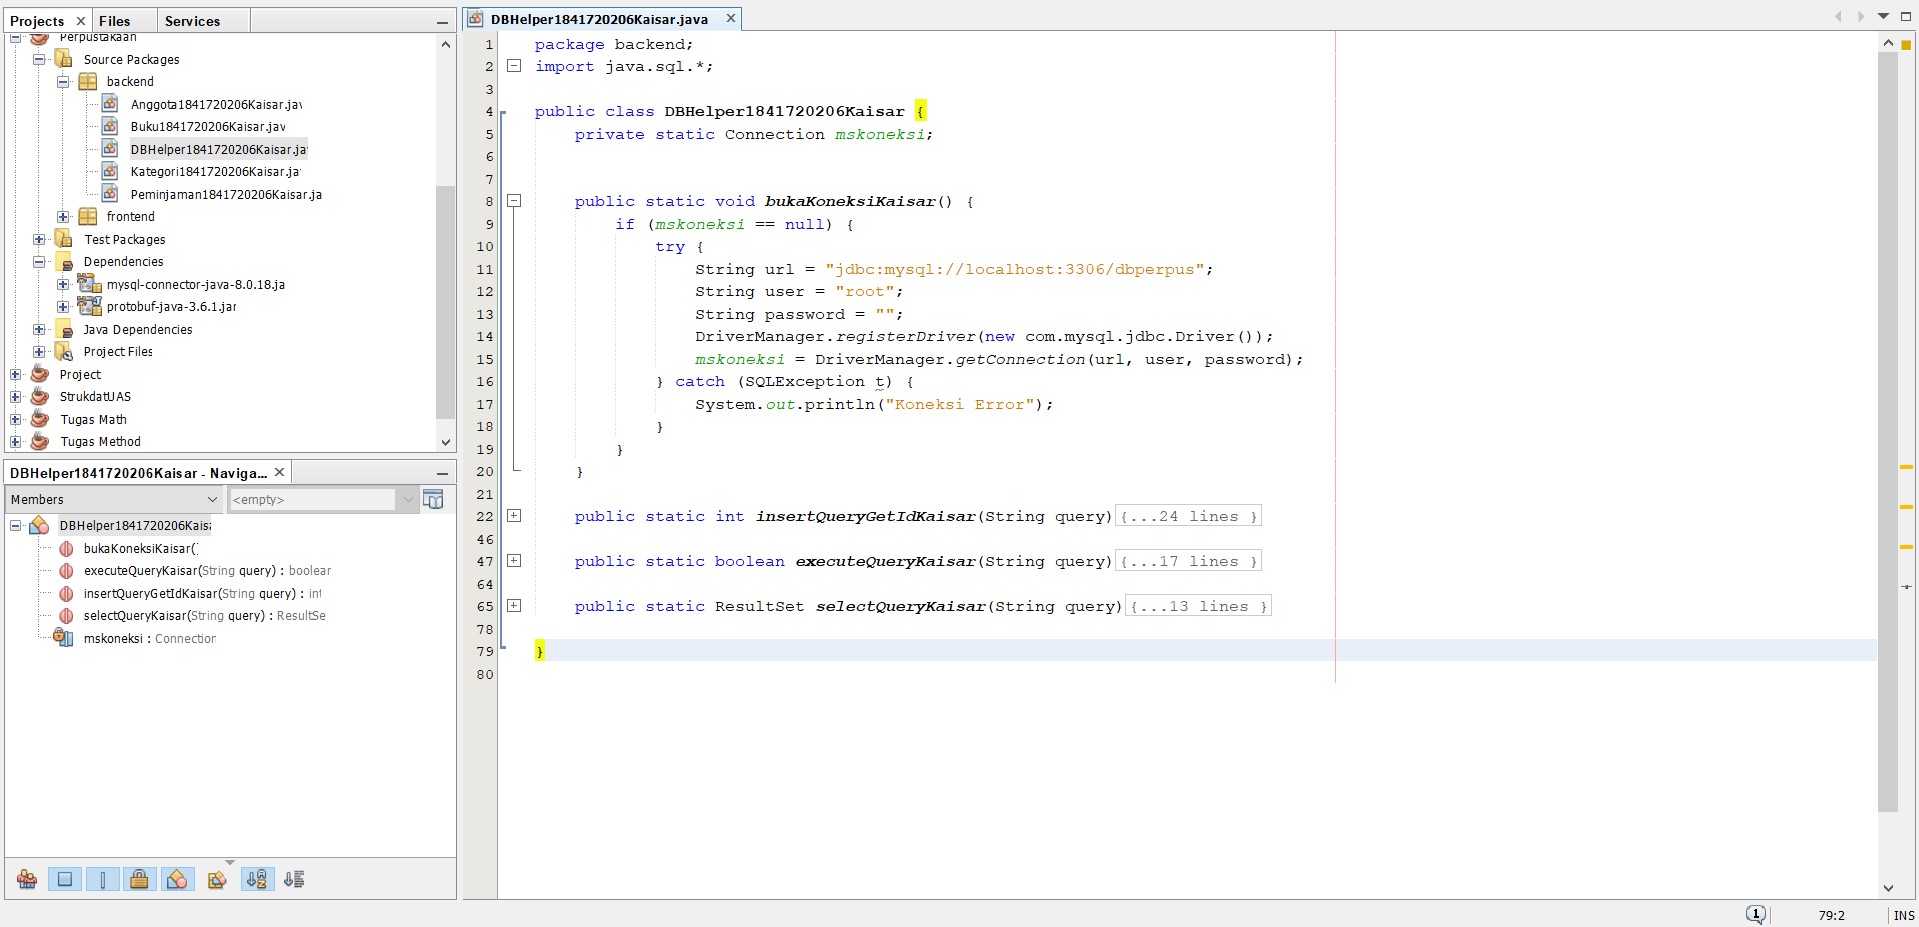 Projects
Files
Services
Perpustakaan
Source Packages
backend
Anggota1841720206Kaisar.jav
Buku1841720206Kaisar.jav
DBHelper1841720206Kaisar.ja
Kategori1841720206Kaisar.ja
Peminjaman1841720206Kaisar.ja
frontend
Test Packages
Dependencies
mysql-connector-java-8.0.18.ja
protobuf-java-3.6.1.jar
Java Dependencies
Project Files
Project
StrukdatUAS
Tugas Math
Tugas Method
DBHelper1841720206Kaisar - Naviga...
Members
<empty>
DBHelper1841720206Kaisa
bukaKoneksiKaisar()
executeQueryKaisar(String query) : boolear
insertQueryGetIdKaisar(String query) : int
selectQueryKaisar(String query) : ResultSe
mskoneksi : Connection
DBHelper1841720206Kaisar.java
1 package backend;
2 import java.sql.*;
3
4 public class DBHelper1841720206Kaisar {
5 private static Connection mskoneksi;
6
7
8 public static void bukaKoneksiKaisar() {
9 if (mskoneksi == null) {
10 try {
11 String url = "jdbc:mysql://localhost:3306/dbperpus";
12 String user = "root";
13 String password = "";
14 DriverManager.registerDriver(new com.mysql.jdbc.Driver());
15 mskoneksi = DriverManager.getConnection(url, user, password);
16 } catch (SQLException t) {
17 System.out.println("Koneksi Error");
18 }
19 }
20 }
21
22 public static int insertQueryGetIdKaisar(String query) {...24 lines }
46
47 public static boolean executeQueryKaisar(String query) {...17 lines }
64
65 public static ResultSet selectQueryKaisar(String query) {...13 lines }
78
79 }
80
1
79:2
INS